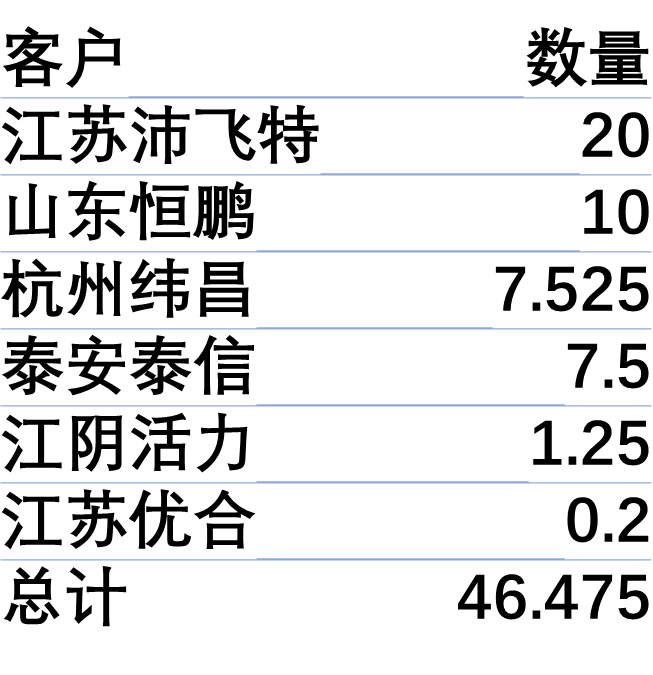 客户 数量
江苏沛飞特 20
山东恒鹏 10
杭州纬昌 7.525
泰安泰信 7.5
江阴活力 1.25
江苏优合 0.2
总计 46.475